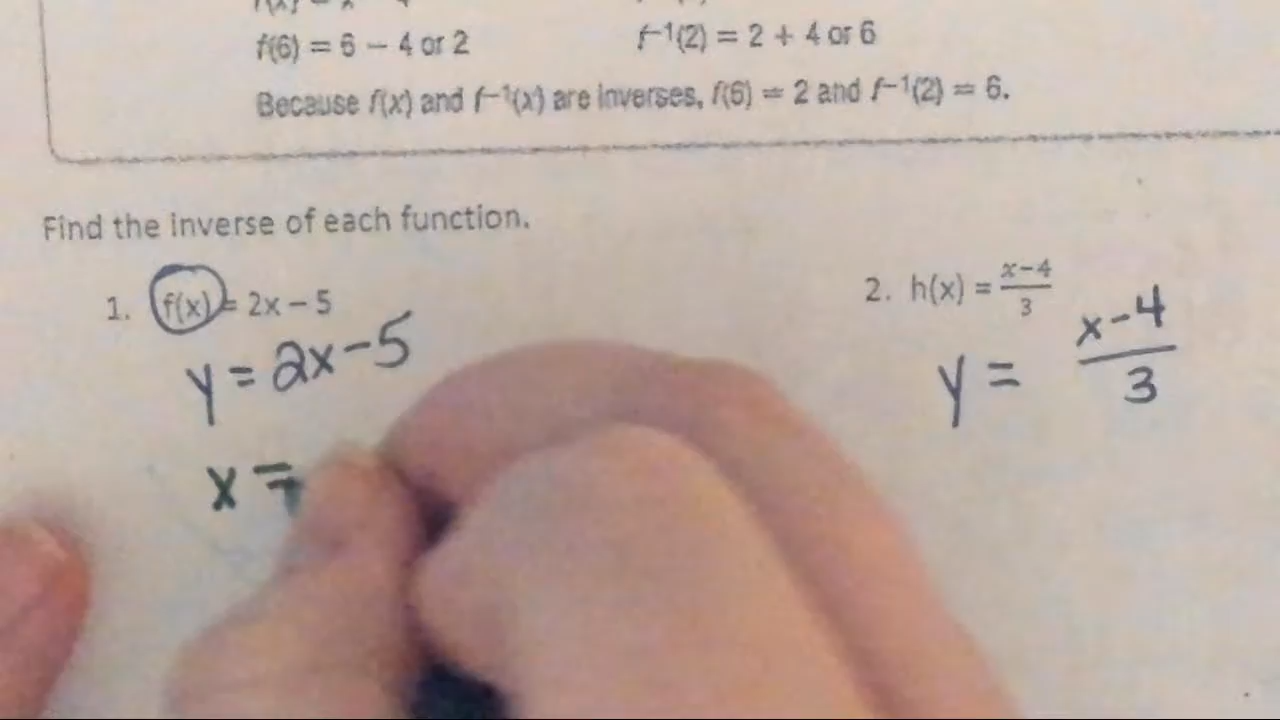 f(6) = 6 − 4 or 2
f⁻¹(2) = 2 + 4 or 6
Because f(x) and f⁻¹(x) are inverses, f(6) = 2 and f⁻¹(2) = 6.
Find the inverse of each function.
1. f(x) = 2x − 5
y = 2x-5
x =
2. h(x) = x−4/3
y = x-4/3